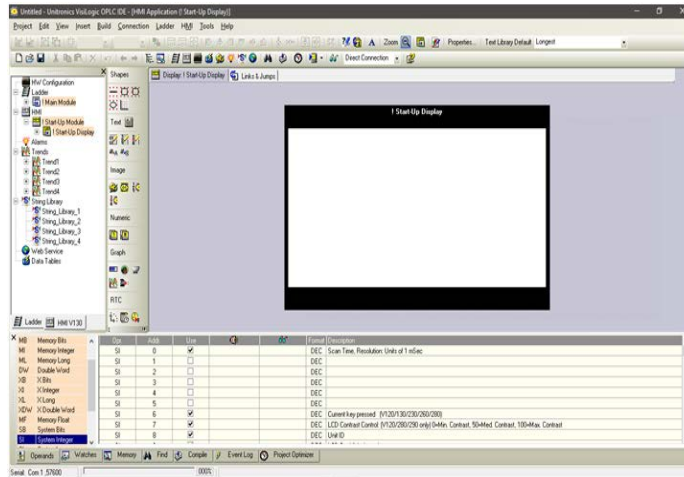 Untitled - Unitronics VisiLogic OPLC IDE - [HMI Application (! Start-Up Display)]
Project Edit View Insert Build Connection Ladder HMI Tools Help
A Zoom Properties... Text Library Default Longest
Direct Connection
HW Configuration
Ladder
! Main Module
HMI
! Start-Up Module
! Start-Up Display
Alarms
Trends
Trend1
Trend2
Trend3
Trend4
String Library
String_Library_1
String_Library_2
String_Library_3
String_Library_4
Web Service
Data Tables
Ladder HMI V130
Shapes
Text
Image
Numeric
Graph
RTC
Display: ! Start-Up Display Links & Jumps
! Start-Up Display
MB Memory Bits
MI Memory Integer
ML Memory Long
DW Double Word
XB X Bits
XI X Integer
XL X Long
XDW X Double Word
MF Memory Float
SB System Bits
SI System Integer
Opr Addr Use Format Description
SI 0 DEC Scan Time, Resolution: Units of 1 mSec
SI 1 DEC
SI 2 DEC
SI 3 DEC
SI 4 DEC
SI 5 DEC
SI 6 DEC Current key pressed (V120/130/230/260/280)
SI 7 DEC LCD Contrast Control (V120/280/290 only) 0=Min. Contrast, 50=Med. Contrast, 100=Max. Contrast
SI 8 DEC Unit ID
Operands Watches Memory Find Compile Event Log Project Optimizer
Serial: Com 1 ,57600 000%